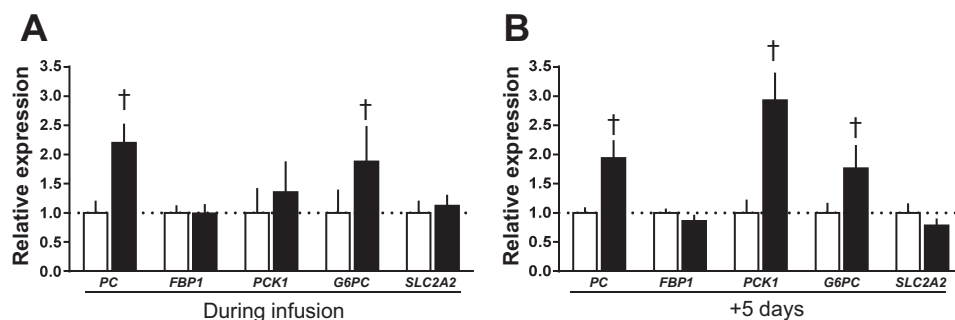 A
Relative expression
3.5
3.0
2.5
2.0
1.5
1.0
0.5
0.0
†
†
PC FBP1 PCK1 G6PC SLC2A2
During infusion
B
Relative expression
3.5
3.0
2.5
2.0
1.5
1.0
0.5
0.0
†
†
†
PC FBP1 PCK1 G6PC SLC2A2
+5 days